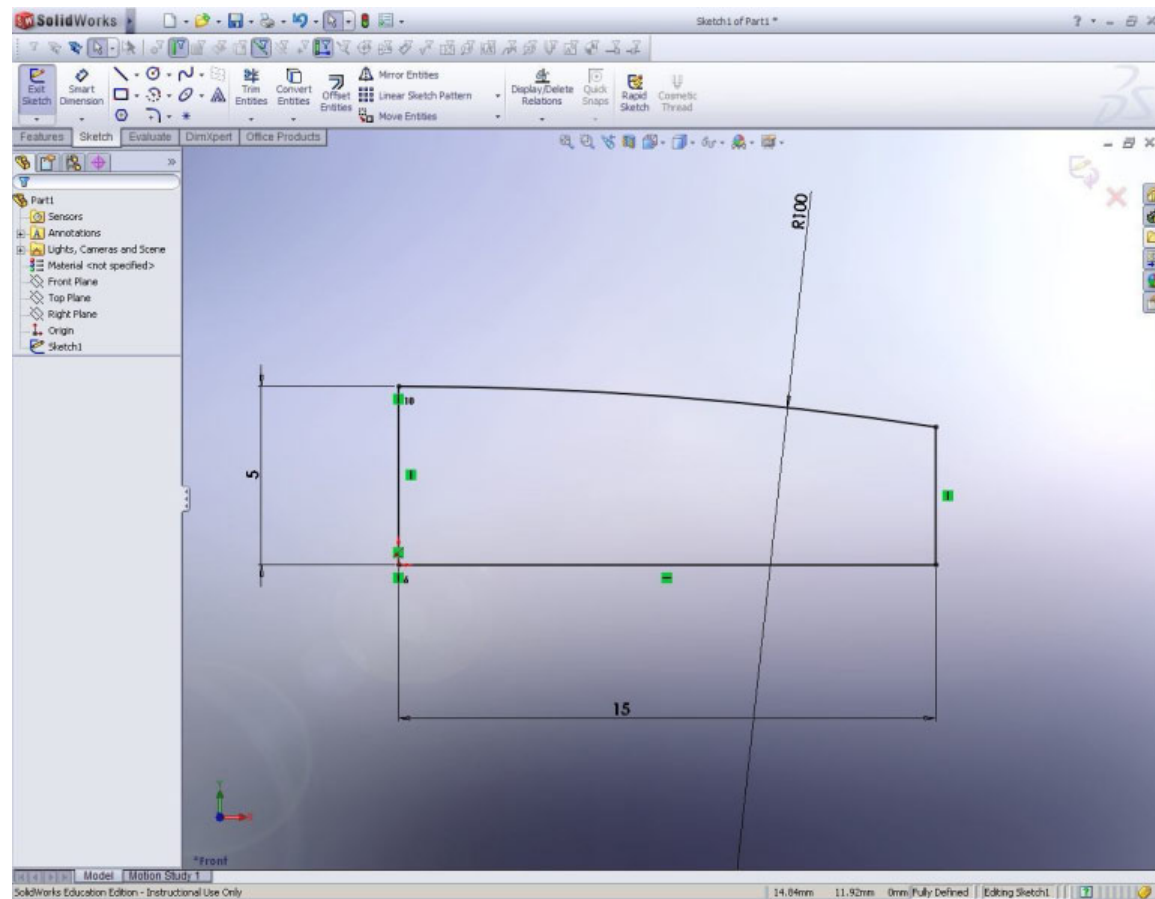 SolidWorks
Sketch1 of Part1 *
Exit Sketch
Smart Dimension
Trim Entities
Convert Entities
Offset Entities
Mirror Entities
Linear Sketch Pattern
Move Entities
Display/Delete Relations
Quick Snaps
Rapid Sketch
Cosmetic Thread
Features
Sketch
Evaluate
DimXpert
Office Products
Part1
Sensors
Annotations
Lights, Cameras and Scene
Material <not specified>
Front Plane
Top Plane
Right Plane
Origin
Sketch1
R100
10
5
6
15
Y
X
*Front
Model
Motion Study 1
SolidWorks Education Edition - Instructional Use Only
14.84mm
11.92mm
0mm
Fully Defined
Editing Sketch1